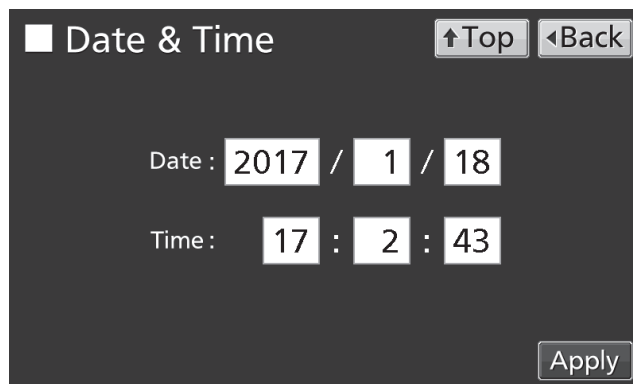 Date & Time ↑Top ◂Back
Date : 2017 / 1 / 18
Time : 17 : 2 : 43
Apply